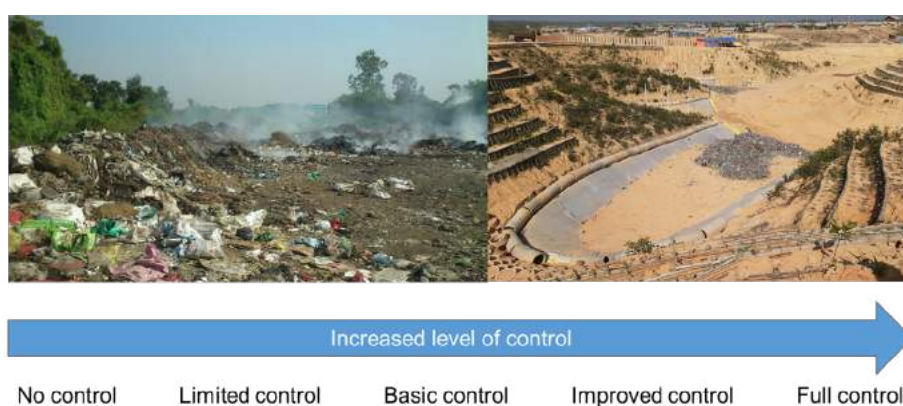 Increased level of control
No control Limited control Basic control Improved control Full control